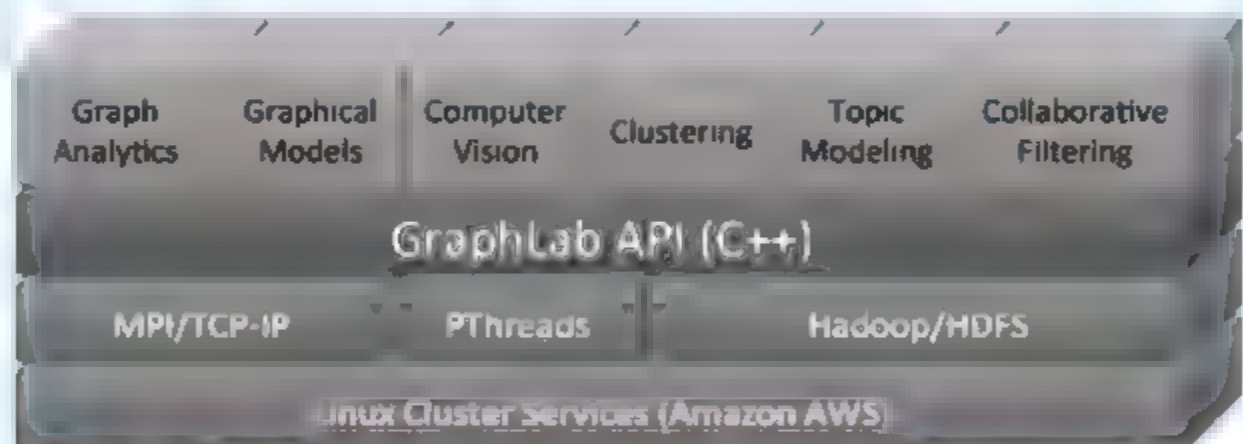 Graph Analytics
Graphical Models
Computer Vision
Clustering
Topic Modeling
Collaborative Filtering
GraphLab API (C++)
MPI/TCP-IP
PThreads
Hadoop/HDFS
Linux Cluster Services (Amazon AWS)